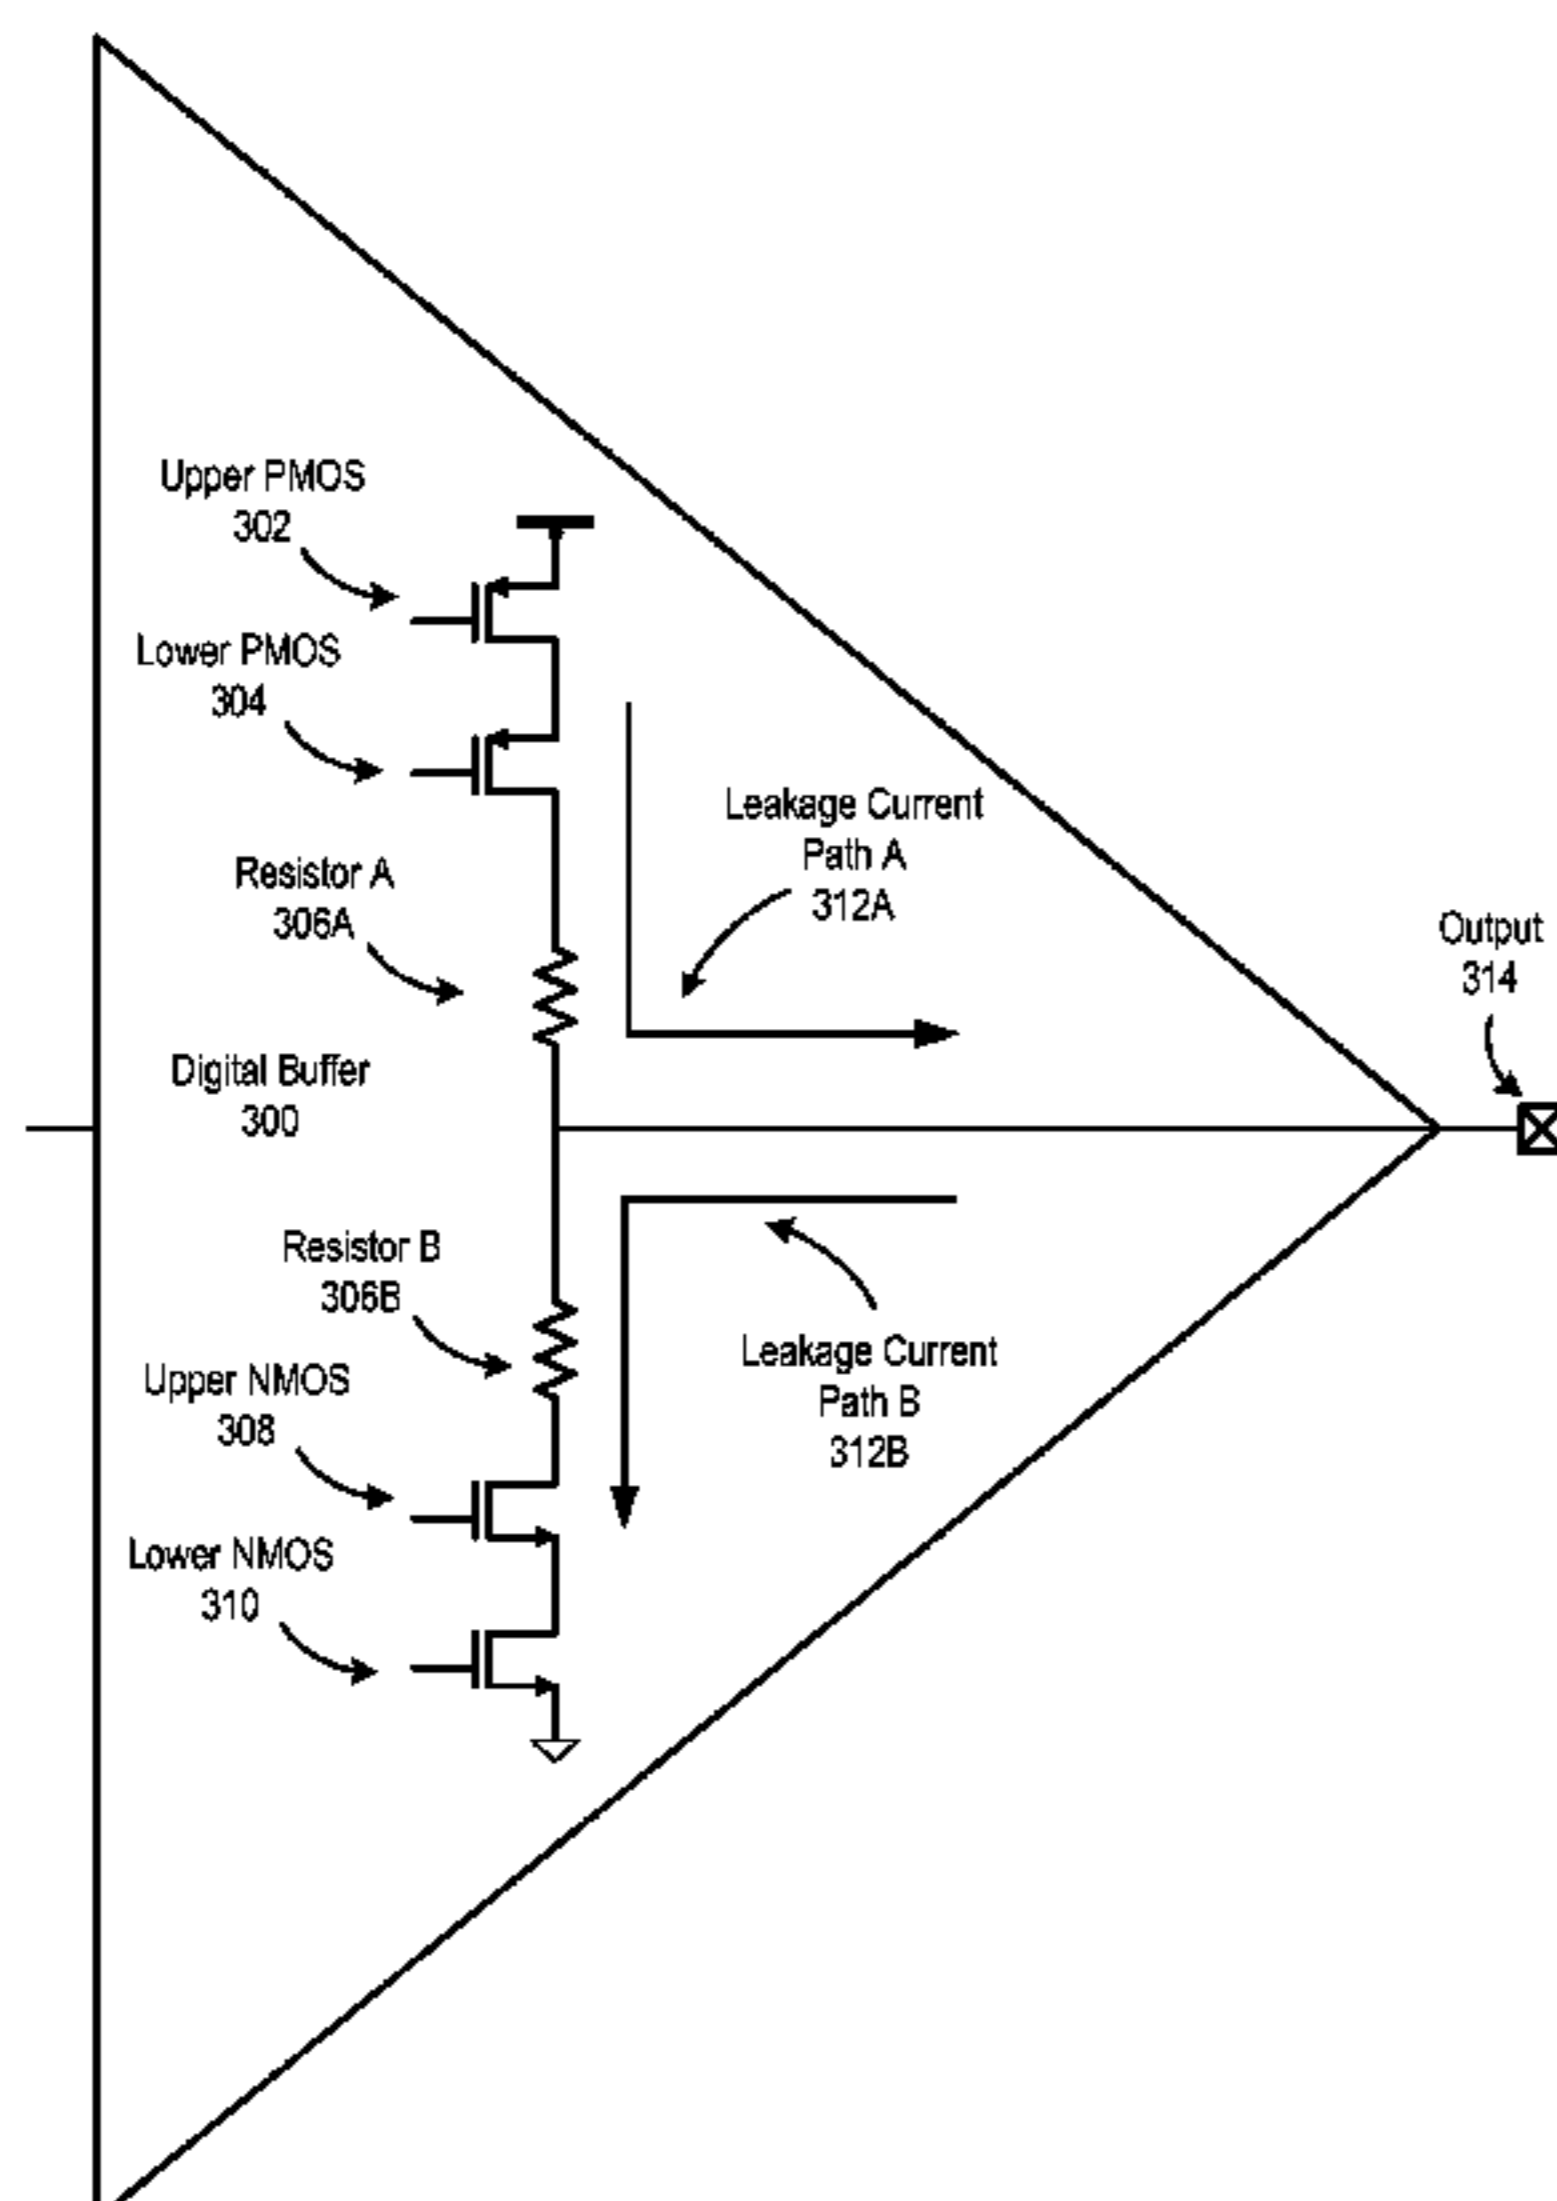 Upper PMOS
302
Lower PMOS
304
Leakage Current
Path A
312A
Resistor A
306A
Output
314
Digital Buffer
300
Resistor B
306B
Upper NMOS
308
Leakage Current
Path B
312B
Lower NMOS
310